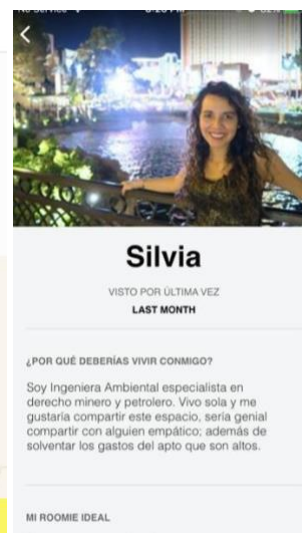 Silvia
VISTO POR ÚLTIMA VEZ
LAST MONTH
¿POR QUÉ DEBERÍAS VIVIR CONMIGO?
Soy Ingeniera Ambiental especialista en
derecho minero y petrolero. Vivo sola y me
gustaría compartir este espacio, sería genial
compartir con alguien empático; además de
solventar los gastos del apto que son altos.
MI ROOMIE IDEAL